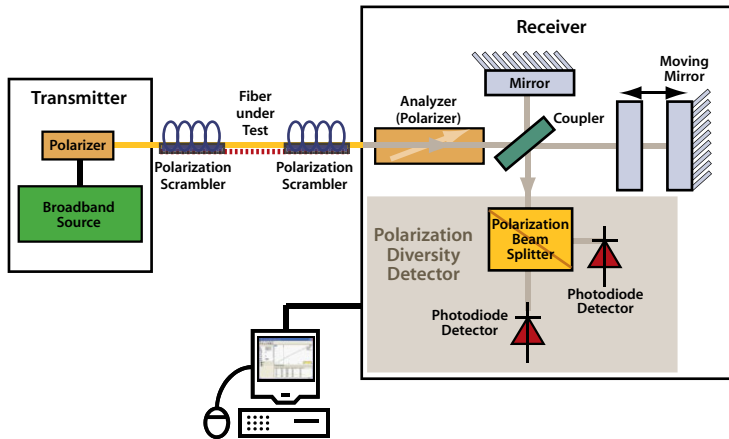 Receiver
Transmitter
Polarizer
Broadband
Source
Polarization
Scrambler
Fiber
under
Test
Polarization
Scrambler
Analyzer
(Polarizer)
Mirror
Coupler
Moving
Mirror
Polarization
Diversity
Detector
Polarization
Beam
Splitter
Photodiode
Detector
Photodiode
Detector